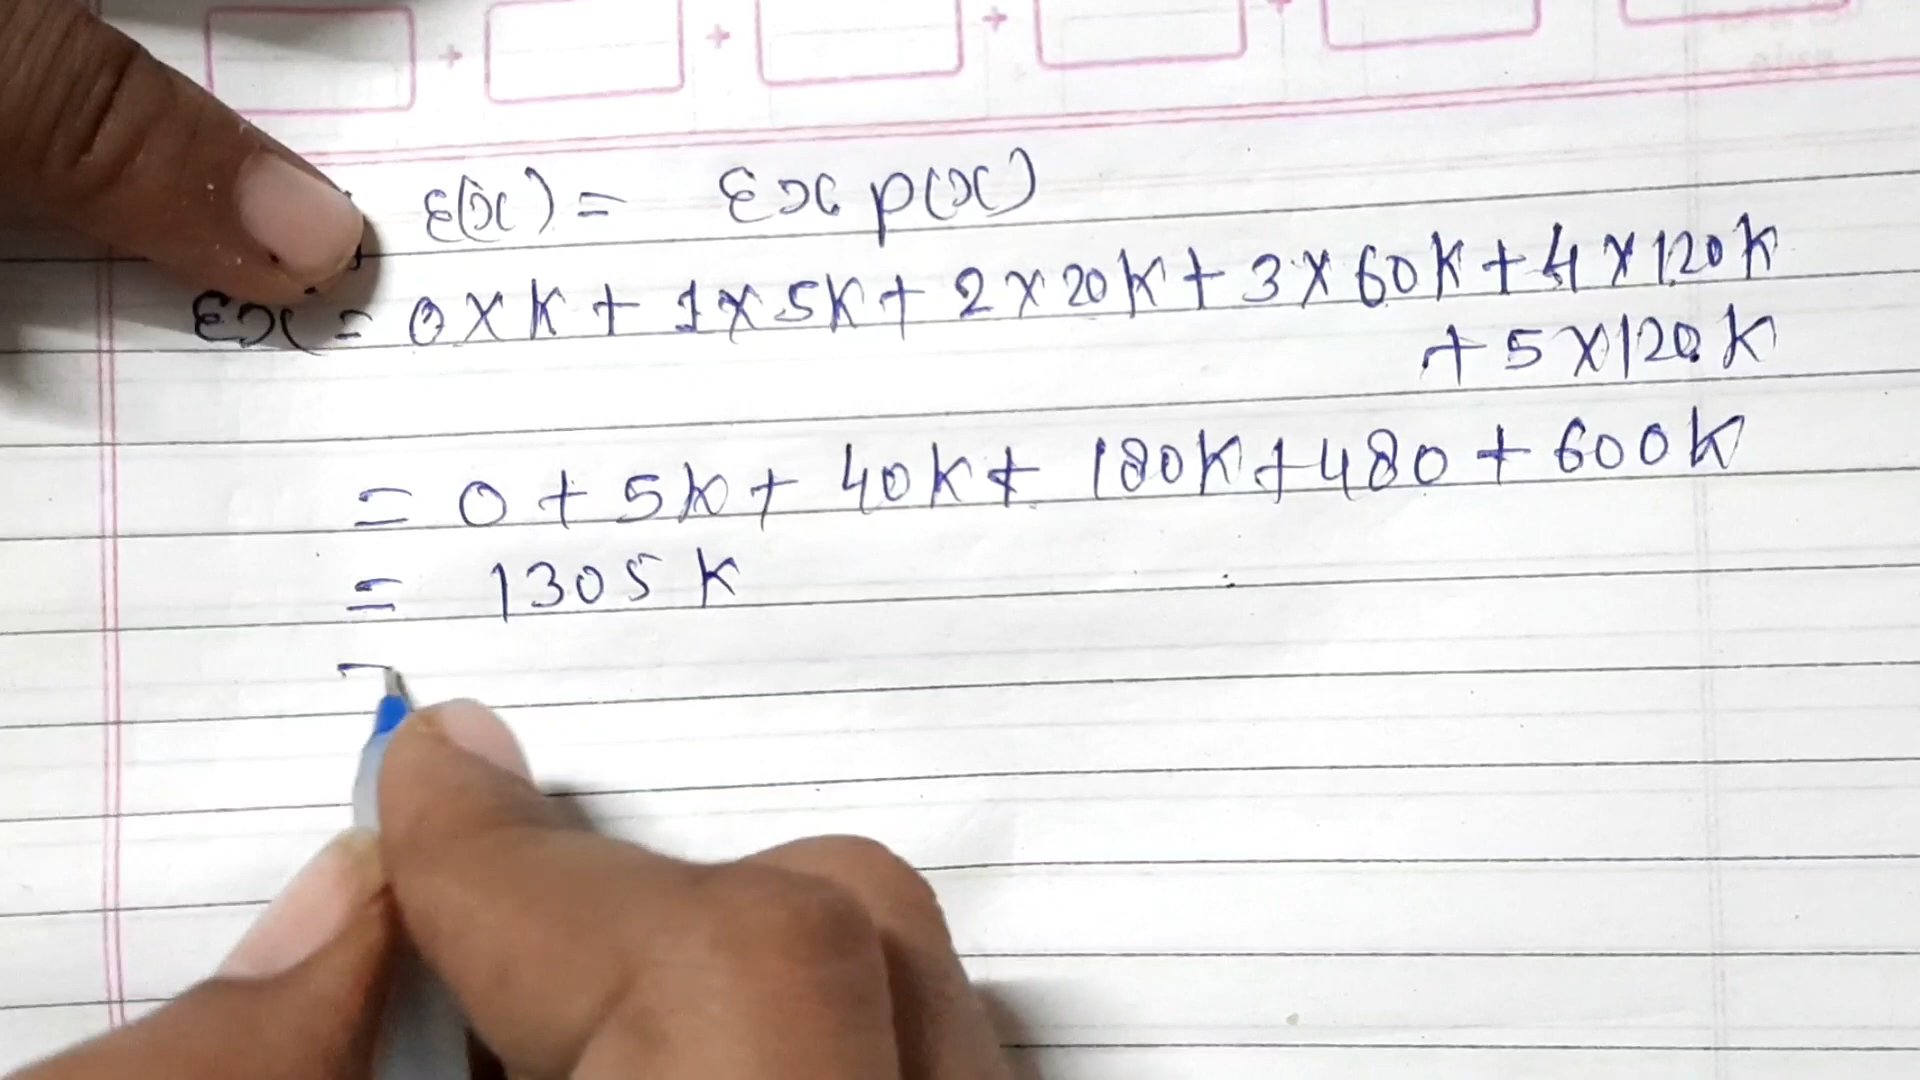 E(x) = Σx p(x)
Σx = 0 × K + 1 × 5K + 2 × 20K + 3 × 60K + 4 × 120K
+ 5 × 120K
= 0 + 5K + 40K + 180K + 480 + 600K
= 1305 K